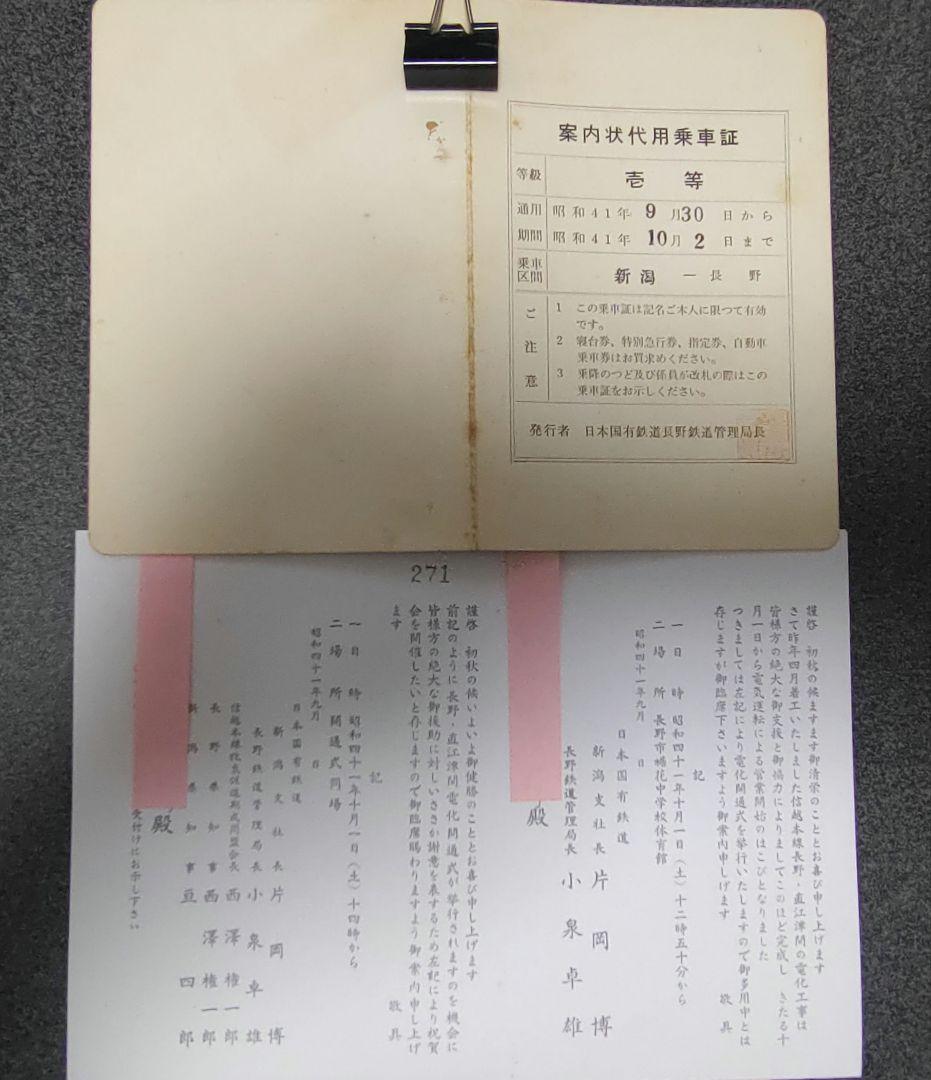 案内状代用乗車証
等級 壱等
通用期間 昭和41年9月30日から
昭和41年10月2日まで
乗車区間 新潟ー長野
ご注意
1 この乗車証は記名ご本人に限つて有効
です。
2 寝台券、特別急行券、指定券、自動車
乗車券はお買求めください。
3 乗降のつど及び係員が改札の際はこの
乗車証をお示しください。
発行者 日本国有鉄道長野鉄道管理局長
謹啓 初秋の候ますます御清栄のこととお喜び申し上げます
さて昨年四月着工いたしました信越本線長野・直江津間の電化工事は
皆様方の絶大な御支援と御協力によりましてこのほど完成し きたる十
月一日から電気運転による営業開始のはこびとなりました
つきましては左記により電化開通式を挙行いたしますので御多用中とは
存じますが御臨席下さいますよう御案内申し上げます 敬具
記
一 日時 昭和四十一年十月一日(土)十二時五十分から
二 場所 長野市柳花中学校体育館
昭和四十一年九月 日
日本国有鉄道
新潟支社長 片岡博
長野鉄道管理局長 小泉卓雄
殿
271
謹啓 初秋の候いよいよ御健勝のこととお喜び申し上げます
前記のように長野・直江津間電化開通式が挙行されますのを機会に
皆様方の絶大な御援助に対しいささか謝意を表するため左記により祝賀
会を開催したいと存じますので御臨席賜わりますよう御案内申し上げ
ます 敬具
記
一 日時 昭和四十一年十月一日(土)十四時から
二 場所 開通式同場
昭和四十一年九月 日
日本国有鉄道
新潟支社長 片岡博
長野鉄道管理局長 小泉卓雄
信越本線電化促進期成同盟会長 西澤権一郎
長野県知事 西澤権一郎
新潟県知事 亘四郎
殿
受付けにお示し下さい